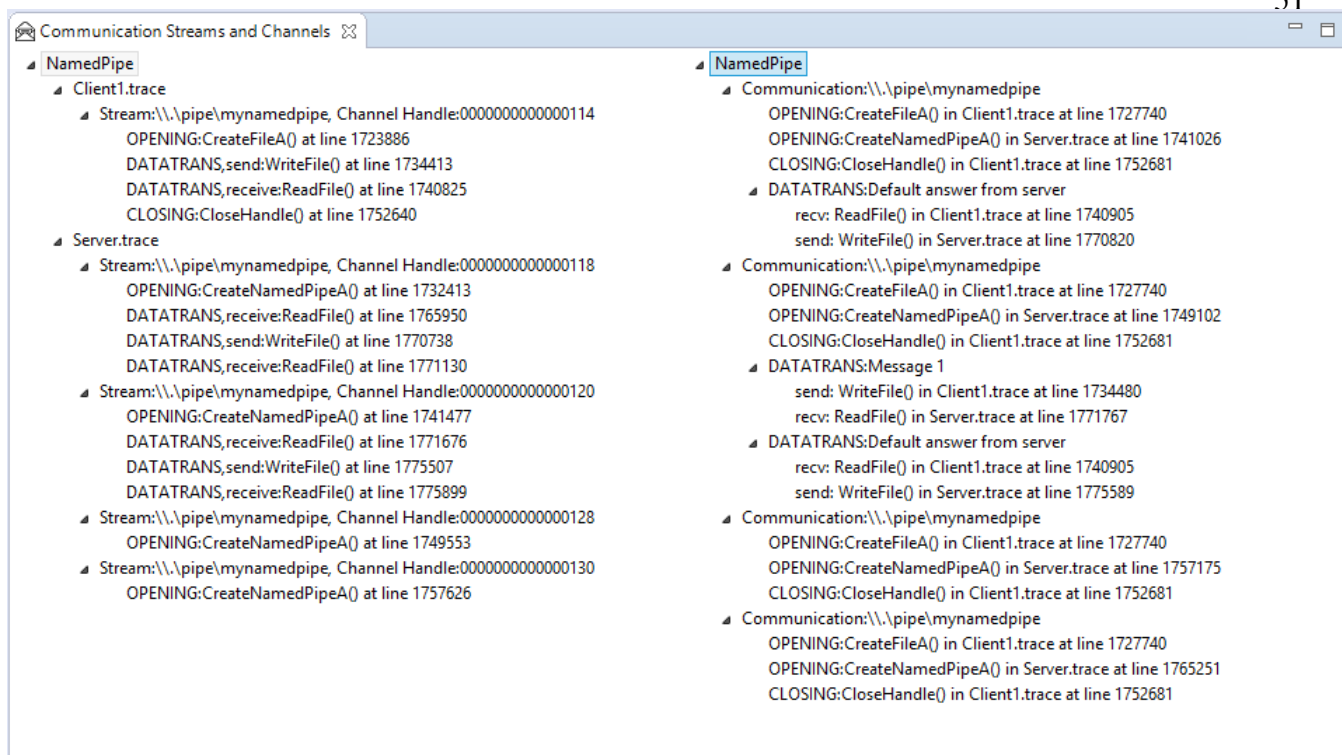 51
Communication Streams and Channels
NamedPipe
Client1.trace
Stream:\\.\pipe\mynamedpipe, Channel Handle:0000000000000114
OPENING:CreateFileA() at line 1723886
DATATRANS,send:WriteFile() at line 1734413
DATATRANS,receive:ReadFile() at line 1740825
CLOSING:CloseHandle() at line 1752640
Server.trace
Stream:\\.\pipe\mynamedpipe, Channel Handle:0000000000000118
OPENING:CreateNamedPipeA() at line 1732413
DATATRANS,receive:ReadFile() at line 1765950
DATATRANS,send:WriteFile() at line 1770738
DATATRANS,receive:ReadFile() at line 1771130
Stream:\\.\pipe\mynamedpipe, Channel Handle:0000000000000120
OPENING:CreateNamedPipeA() at line 1741477
DATATRANS,receive:ReadFile() at line 1771676
DATATRANS,send:WriteFile() at line 1775507
DATATRANS,receive:ReadFile() at line 1775899
Stream:\\.\pipe\mynamedpipe, Channel Handle:0000000000000128
OPENING:CreateNamedPipeA() at line 1749553
Stream:\\.\pipe\mynamedpipe, Channel Handle:0000000000000130
OPENING:CreateNamedPipeA() at line 1757626
NamedPipe
Communication:\\.\pipe\mynamedpipe
OPENING:CreateFileA() in Client1.trace at line 1727740
OPENING:CreateNamedPipeA() in Server.trace at line 1741026
CLOSING:CloseHandle() in Client1.trace at line 1752681
DATATRANS:Default answer from server
recv: ReadFile() in Client1.trace at line 1740905
send: WriteFile() in Server.trace at line 1770820
Communication:\\.\pipe\mynamedpipe
OPENING:CreateFileA() in Client1.trace at line 1727740
OPENING:CreateNamedPipeA() in Server.trace at line 1749102
CLOSING:CloseHandle() in Client1.trace at line 1752681
DATATRANS:Message 1
send: WriteFile() in Client1.trace at line 1734480
recv: ReadFile() in Server.trace at line 1771767
DATATRANS:Default answer from server
recv: ReadFile() in Client1.trace at line 1740905
send: WriteFile() in Server.trace at line 1775589
Communication:\\.\pipe\mynamedpipe
OPENING:CreateFileA() in Client1.trace at line 1727740
OPENING:CreateNamedPipeA() in Server.trace at line 1757175
CLOSING:CloseHandle() in Client1.trace at line 1752681
Communication:\\.\pipe\mynamedpipe
OPENING:CreateFileA() in Client1.trace at line 1727740
OPENING:CreateNamedPipeA() in Server.trace at line 1765251
CLOSING:CloseHandle() in Client1.trace at line 1752681